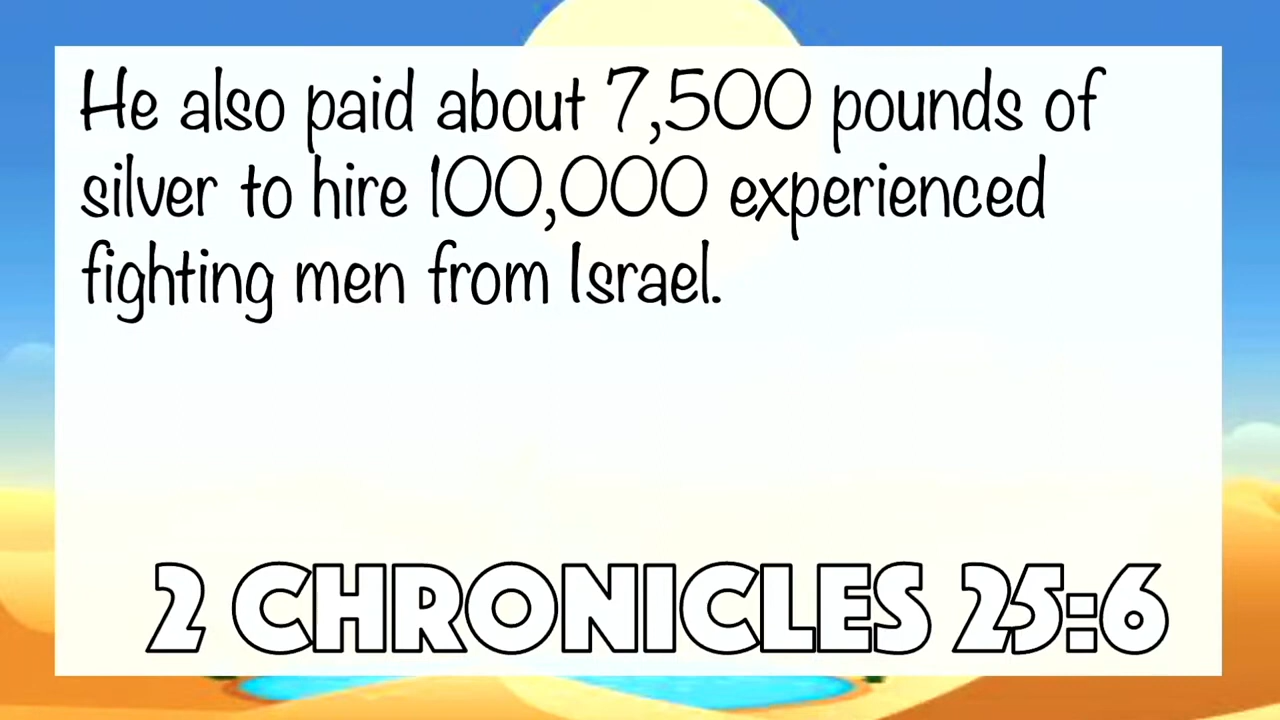 He also paid about 7,500 pounds of
silver to hire 100,000 experienced
fighting men from Israel.
2 CHRONICLES 25:6